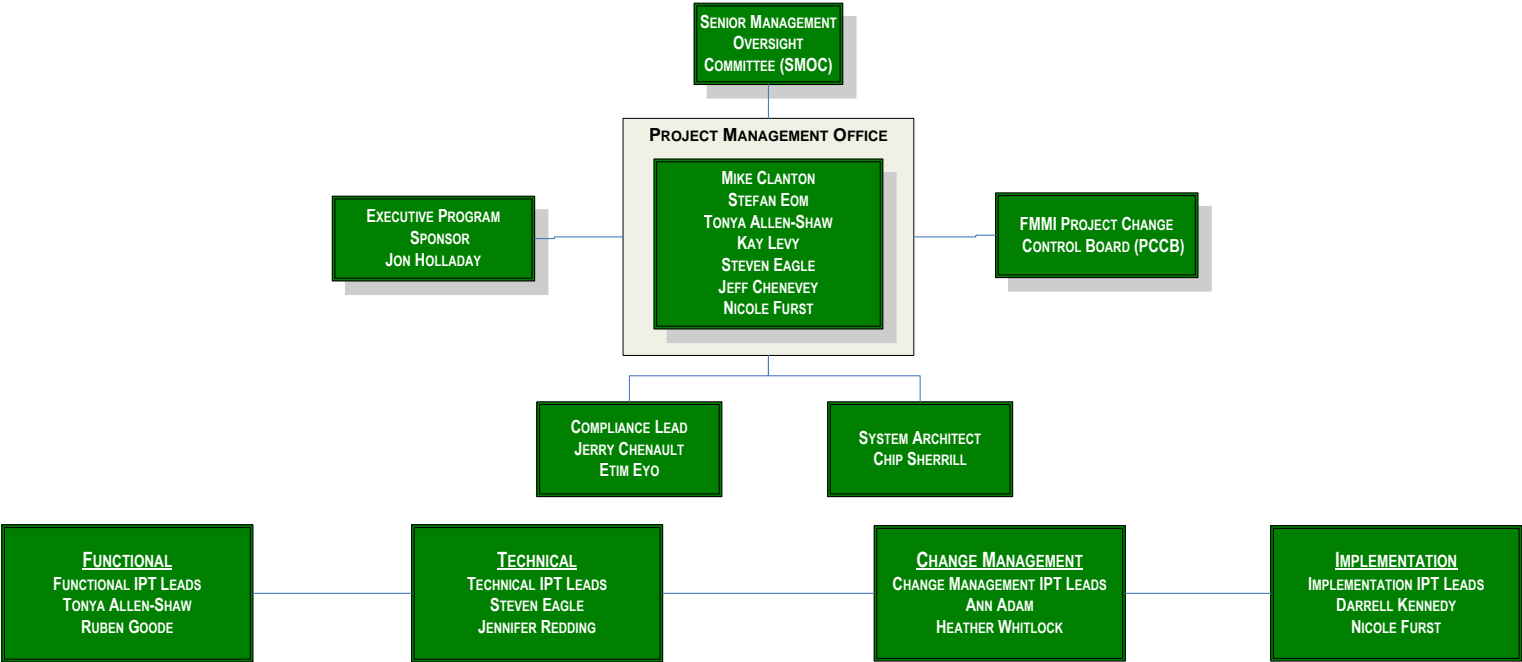 Senior Management
Oversight
Committee (SMOC)
Project Management Office
Mike Clanton
Stefan Eom
Tonya Allen-Shaw
Kay Levy
Steven Eagle
Jeff Chenevey
Nicole Furst
Executive Program
Sponsor
Jon Holladay
FMMI Project Change
Control Board (PCCB)
Compliance Lead
Jerry Chenault
Etim Eyo
System Architect
Chip Sherrill
Functional
Functional IPT Leads
Tonya Allen-Shaw
Ruben Goode
Technical
Technical IPT Leads
Steven Eagle
Jennifer Redding
Change Management
Change Management IPT Leads
Ann Adam
Heather Whitlock
Implementation
Implementation IPT Leads
Darrell Kennedy
Nicole Furst